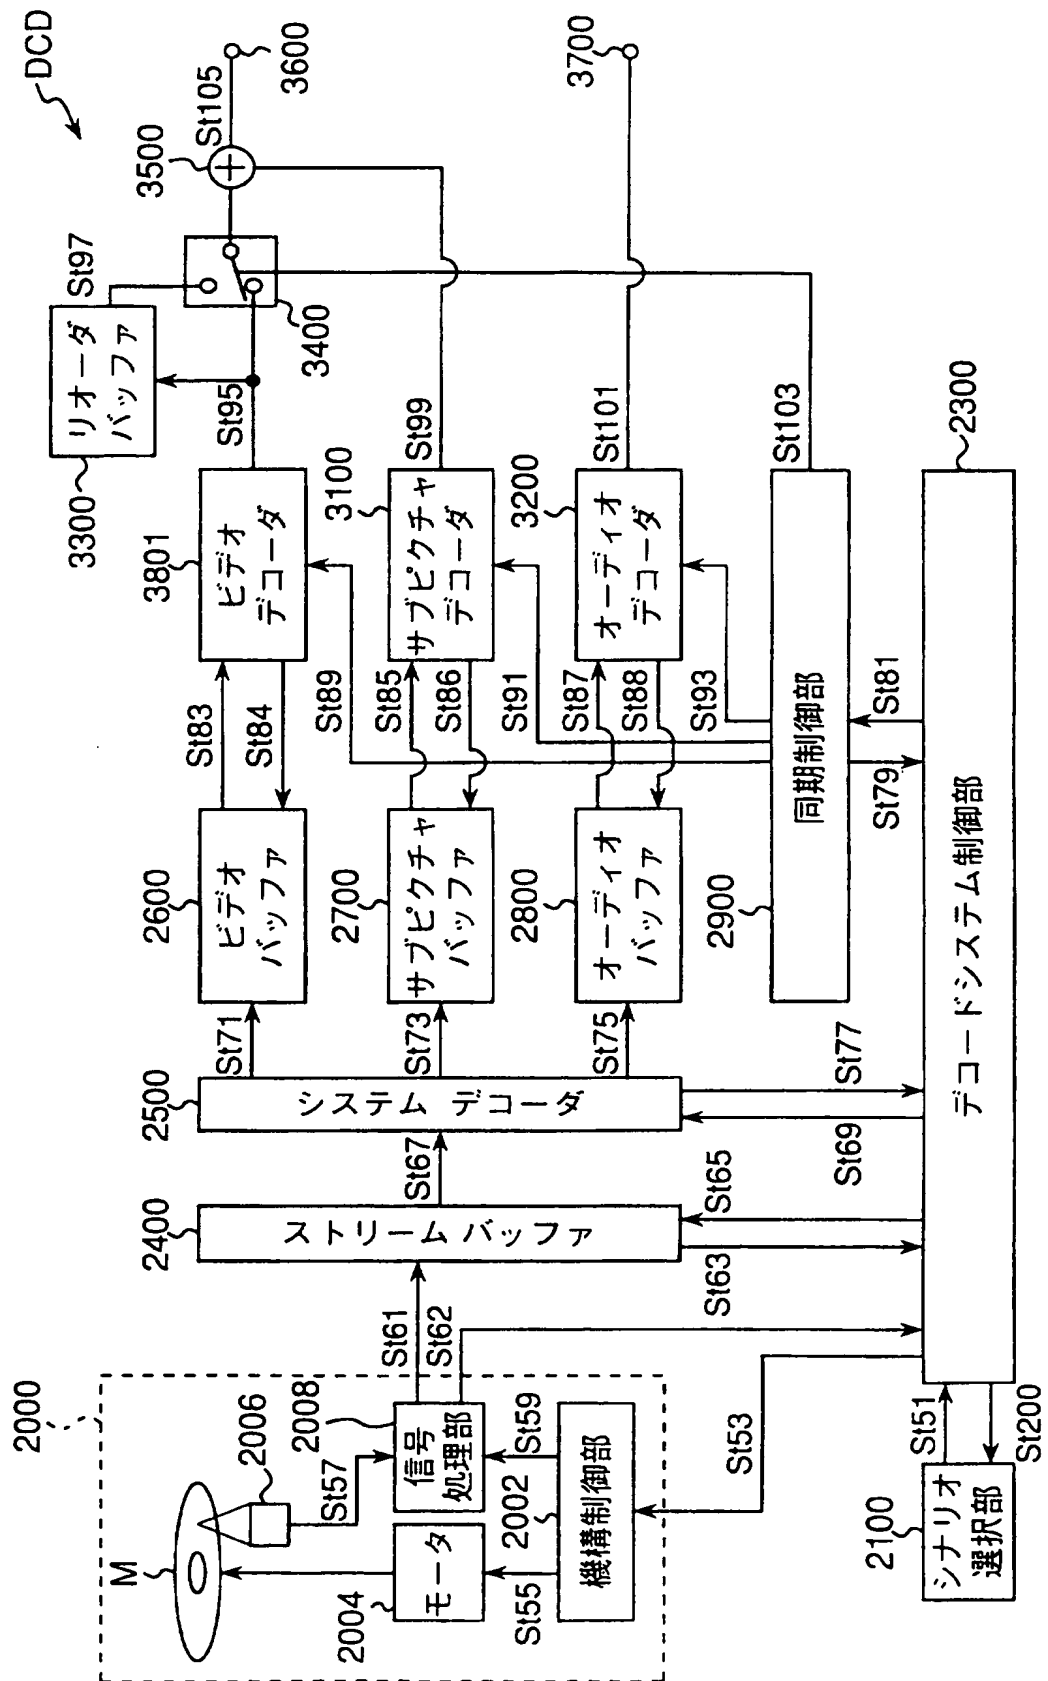 DCD
3600
St105
3500
3700
St97
3400
リオーダ
バッファ
3300
St95
St99
St101
St103
2300
3801
ビデオ
デコーダ
3100
サブピクチャ
デコーダ
3200
オーディオ
デコーダ
St83
St84
St89
St85
St86
St91
St87
St88
St93
St81
St79
同期制御部
2900
2600
ビデオ
バッファ
2700
サブピクチャ
バッファ
2800
オーディオ
バッファ
St71
St73
St75
St77
St69
2500
システム デコーダ
St67
St65
St63
2400
ストリーム バッファ
St61
St62
デコードシステム制御部
2000
2008
信号
処理部
2006
St57
St59
M
2004
モータ
St55
2002
機構制御部
St53
St51
St200
2100
シナリオ
選択部